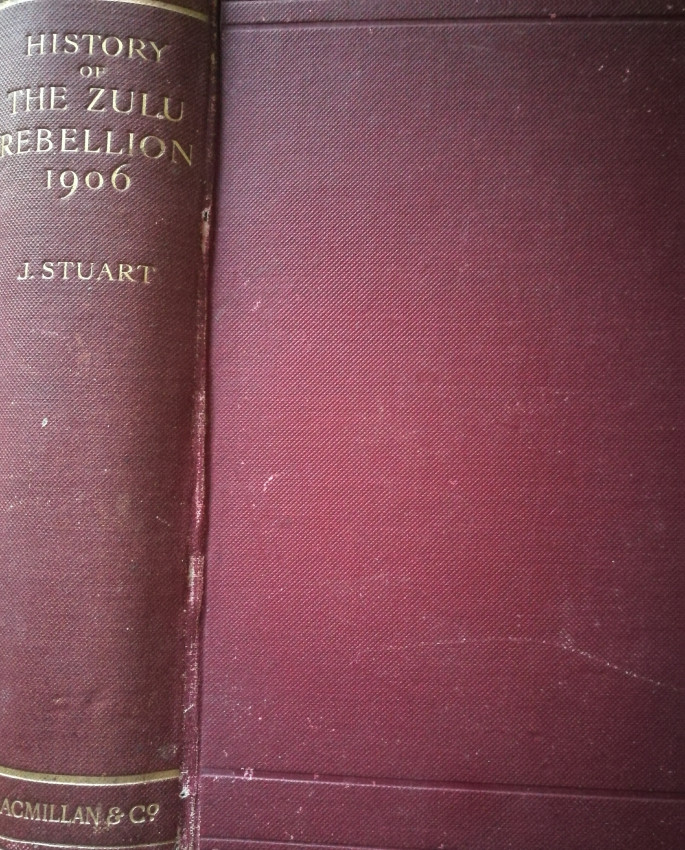 HISTORY
OF
THE ZULU
REBELLION
1906
J. STUART
ACMILLAN & Cº